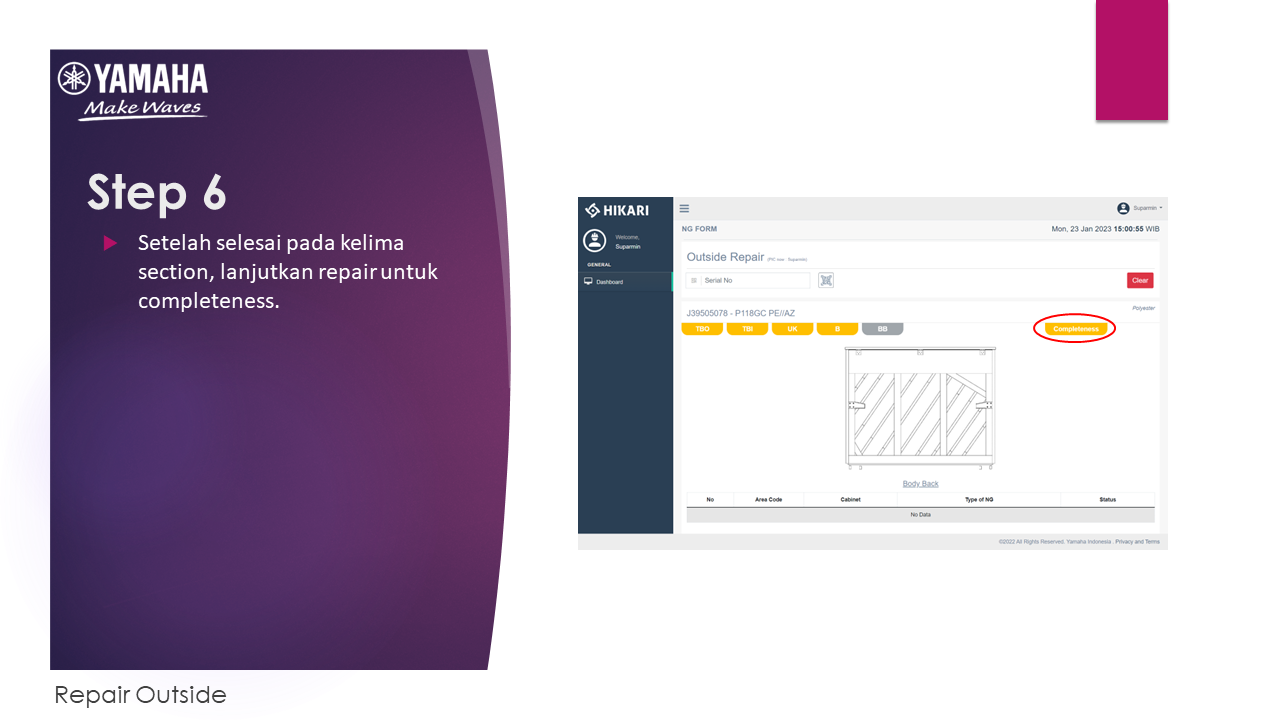 YAMAHA
Make Waves
Step 6
Setelah selesai pada kelima
section, lanjutkan repair untuk
completeness.
HIKARI
Suparmin
Welcome,
Suparmin
GENERAL
Dashboard
NG FORM
Mon, 23 Jan 2023 15:00:55 WIB
Outside Repair (PIC now : Suparmin)
Serial No
Clear
J39505078 - P118GC PE//AZ
Polyester
TBO TBI UK B BB Completeness
Body Back
No Area Code Cabinet Type of NG Status
No Data
©2022 All Rights Reserved. Yamaha Indonesia . Privacy and Terms
Repair Outside